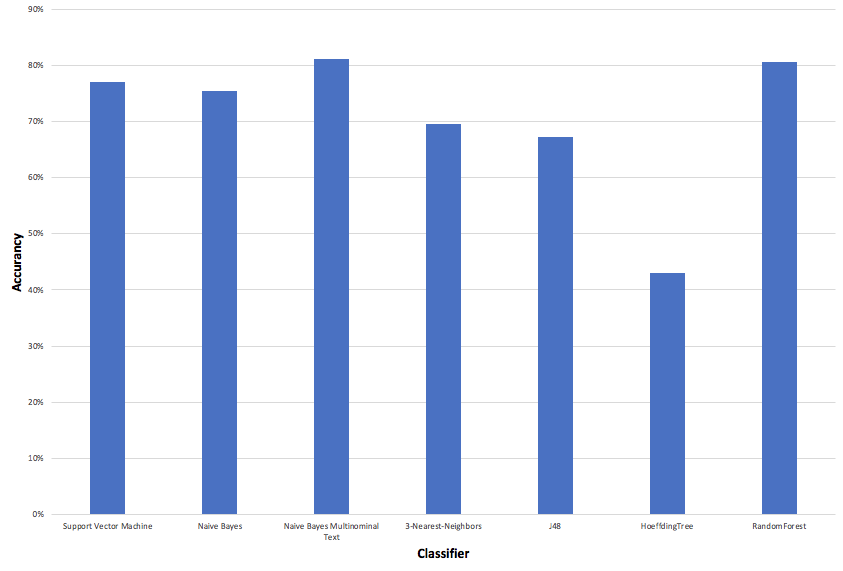 90%
80%
70%
60%
50%
40%
30%
20%
10%
0%
Accurancy
Support Vector Machine
Naive Bayes
Naive Bayes Multinominal
Text
3-Nearest-Neighbors
J48
HoeffdingTree
RandomForest
Classifier